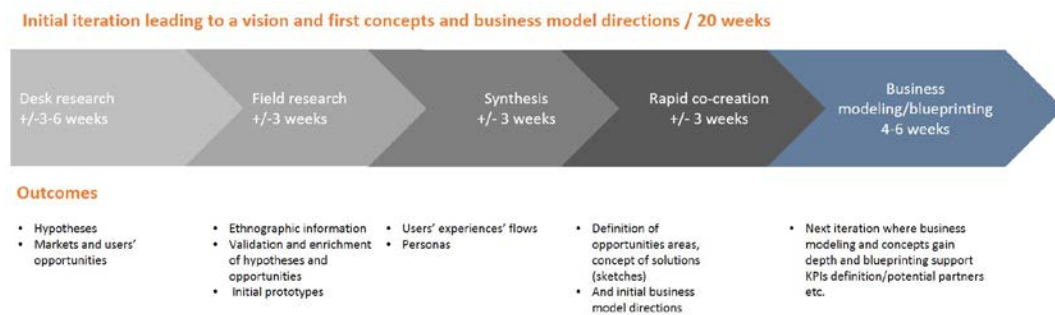 Initial iteration leading to a vision and first concepts and business model directions / 20 weeks
Desk research
+/-3-6 weeks
Field research
+/-3 weeks
Synthesis
+/- 3 weeks
Rapid co-creation
+/- 3 weeks
Business
modeling/blueprinting
4-6 weeks
Outcomes
• Hypotheses
• Markets and users'
opportunities
• Ethnographic information
• Validation and enrichment
of hypotheses and
opportunities
• Initial prototypes
• Users' experiences' flows
• Personas
• Definition of
opportunities areas,
concept of solutions
(sketches)
• And initial business
model directions
• Next iteration where business
modeling and concepts gain
depth and blueprinting support
KPIs definition/potential partners
etc.